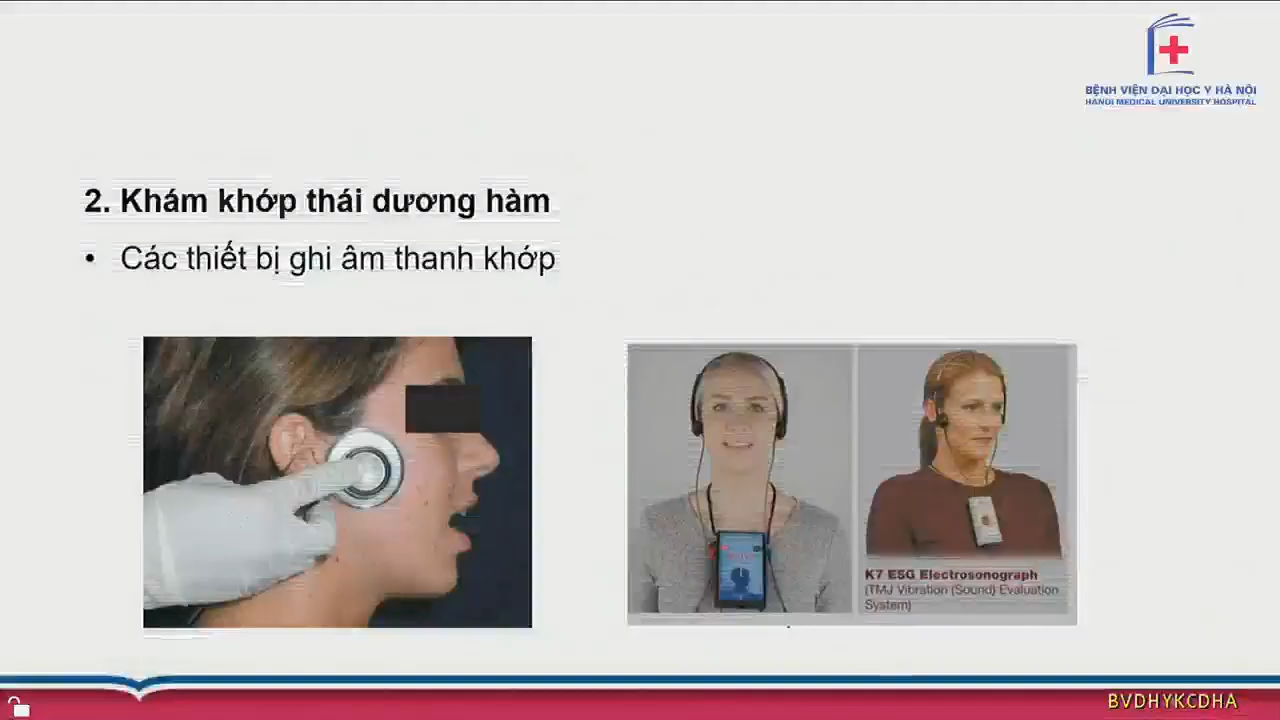 BỆNH VIỆN ĐẠI HỌC Y HÀ NỘI
HANOI MEDICAL UNIVERSITY HOSPITAL
2. Khám khớp thái dương hàm
• Các thiết bị ghi âm thanh khớp
K7 ESG Electrosonograph
(TMJ Vibration (Sound) Evaluation
System)
BVDHYKCDHA